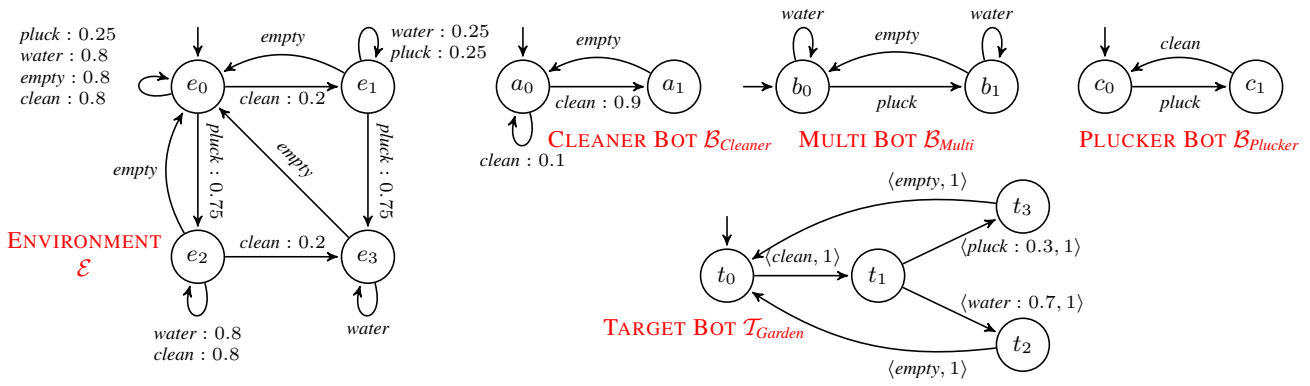 pluck : 0.25
water : 0.8
empty : 0.8
clean : 0.8
e₀
empty
clean : 0.2
e₁
water : 0.25
pluck : 0.25
pluck : 0.75
empty
empty
pluck : 0.75
ENVIRONMENT
ℰ
e₂
clean : 0.2
e₃
water : 0.8
clean : 0.8
water
empty
a₀
clean : 0.9
a₁
clean : 0.1
CLEANER BOT ℬ_Cleaner
water
water
empty
b₀
pluck
b₁
MULTI BOT ℬ_Multi
clean
c₀
pluck
c₁
PLUCKER BOT ℬ_Plucker
⟨empty, 1⟩
t₃
t₀
⟨clean, 1⟩
t₁
⟨pluck : 0.3, 1⟩
⟨water : 0.7, 1⟩
t₂
⟨empty, 1⟩
TARGET BOT 𝒯_Garden